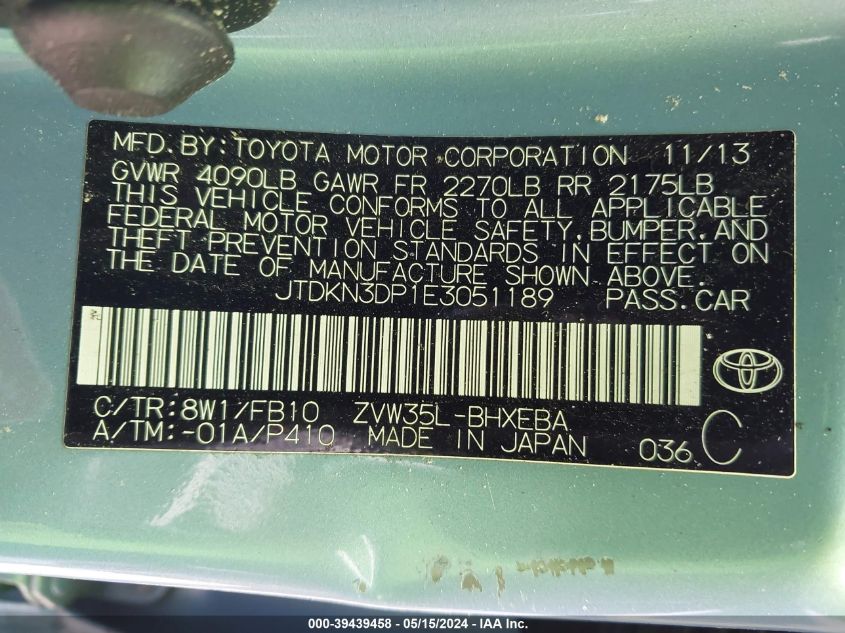 MFD.BY:TOYOTA MOTOR CORPORATION 11/13
GVWR 4090LB GAWR FR 2270LB RR 2175LB
THIS VEHICLE CONFORMS TO ALL APPLICABLE
FEDERAL MOTOR VEHICLE SAFETY,BUMPER,AND
THEFT PREVENTION STANDARDS IN EFFECT ON
THE DATE OF MANUFACTURE SHOWN ABOVE.
JTDKN3DP1E3051189 PASS.CAR
C/TR:8W1/FB10 ZVW35L-BHXEBA
A/TM:-01A/P410 MADE IN JAPAN 036 C
000-39439458 - 05/15/2024 - IAA Inc.